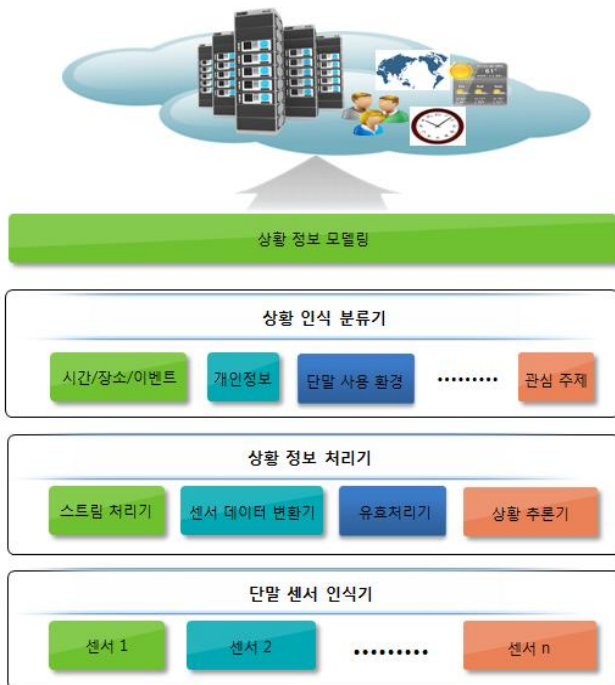 상황 정보 모델링
상황 인식 분류기
시간/장소/이벤트 개인정보 단말 사용 환경 ......... 관심 주제
상황 정보 처리기
스트림 처리기 센서 데이터 변환기 유효처리기 상황 추론기
단말 센서 인식기
센서 1 센서 2 ......... 센서 n